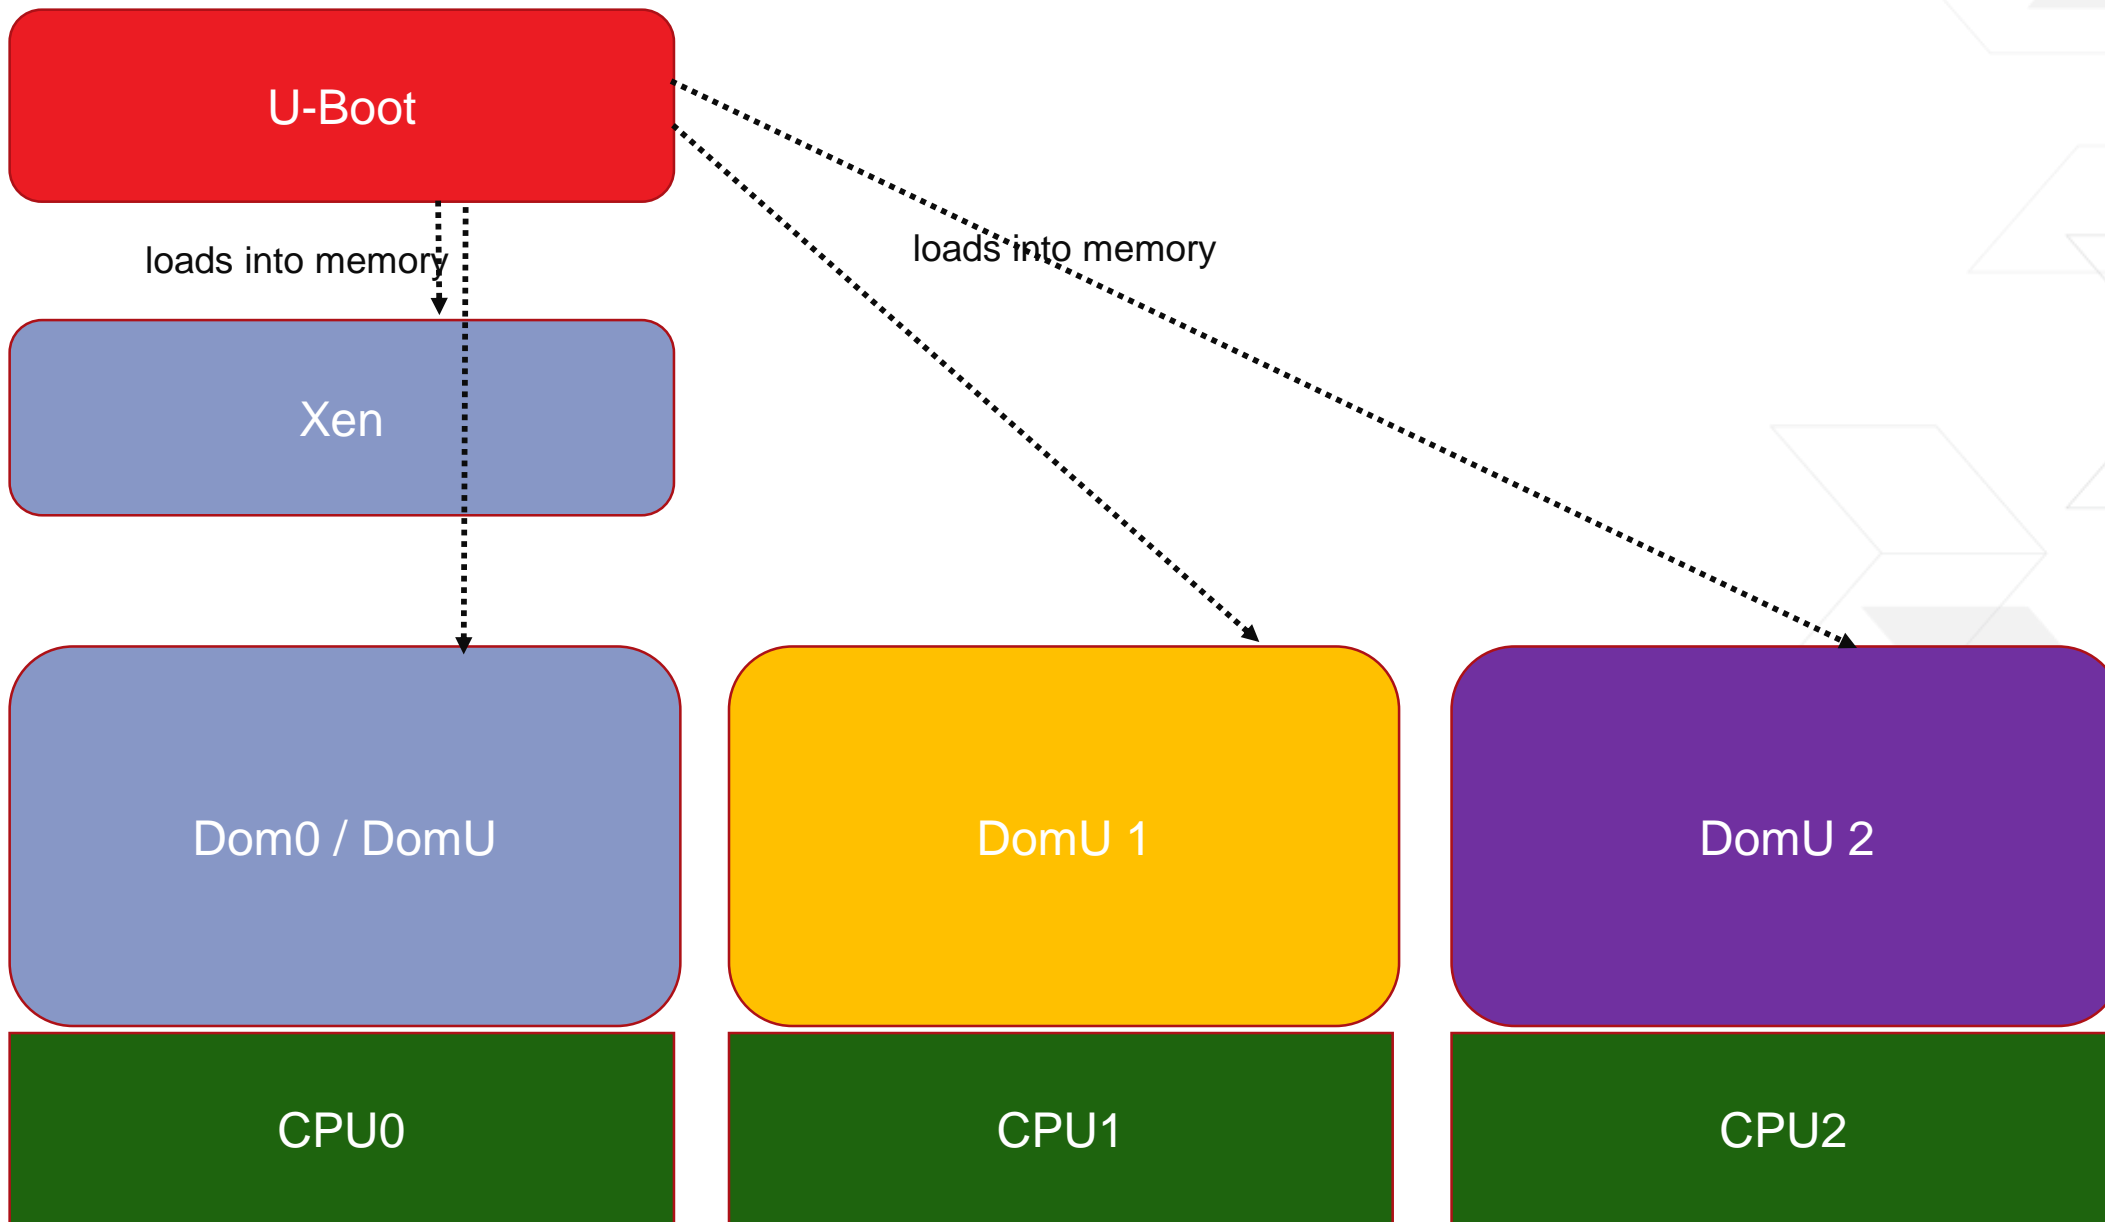 U-Boot
loads into memory
loads into memory
Xen
Dom0 / DomU
DomU 1
DomU 2
CPU0
CPU1
CPU2